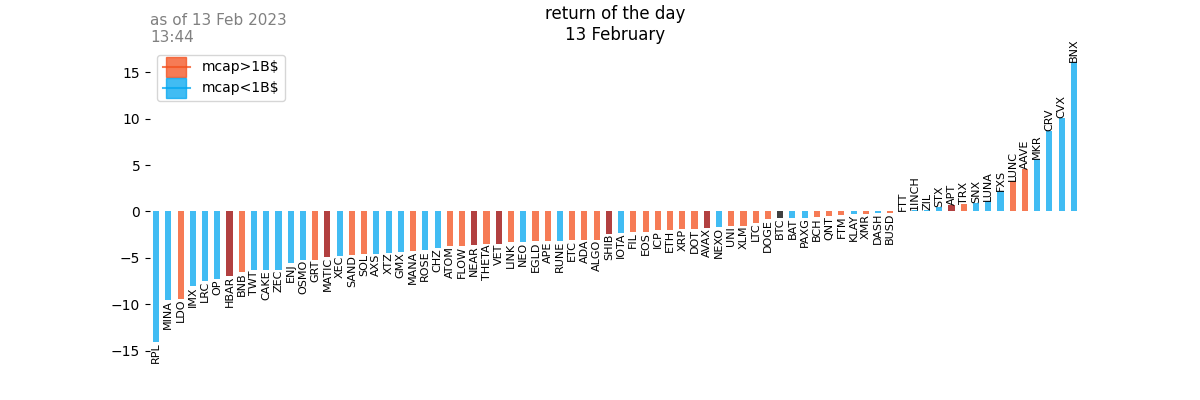 as of 13 Feb 2023
13:44
return of the day
13 February
mcap>1B$
mcap<1B$
15
10
5
0
−5
−10
−15
RPL
MINA
LDO
IMX
LRC
OP
HBAR
BNB
TWT
CAKE
ZEC
ENJ
OSMO
GRT
MATIC
XEC
SAND
SOL
AXS
XTZ
GMX
MANA
ROSE
CHZ
ATOM
FLOW
NEAR
THETA
VET
LINK
NEO
EGLD
APE
RUNE
ETC
ADA
ALGO
SHIB
IOTA
FIL
EOS
ICP
ETH
XRP
DOT
AVAX
NEXO
UNI
XLM
LTC
DOGE
BTC
BAT
PAXG
BCH
QNT
FTM
KLAY
XMR
DASH
BUSD
FTT
1INCH
ZIL
STX
APT
TRX
SNX
LUNA
FXS
LUNC
AAVE
MKR
CRV
CVX
BNX